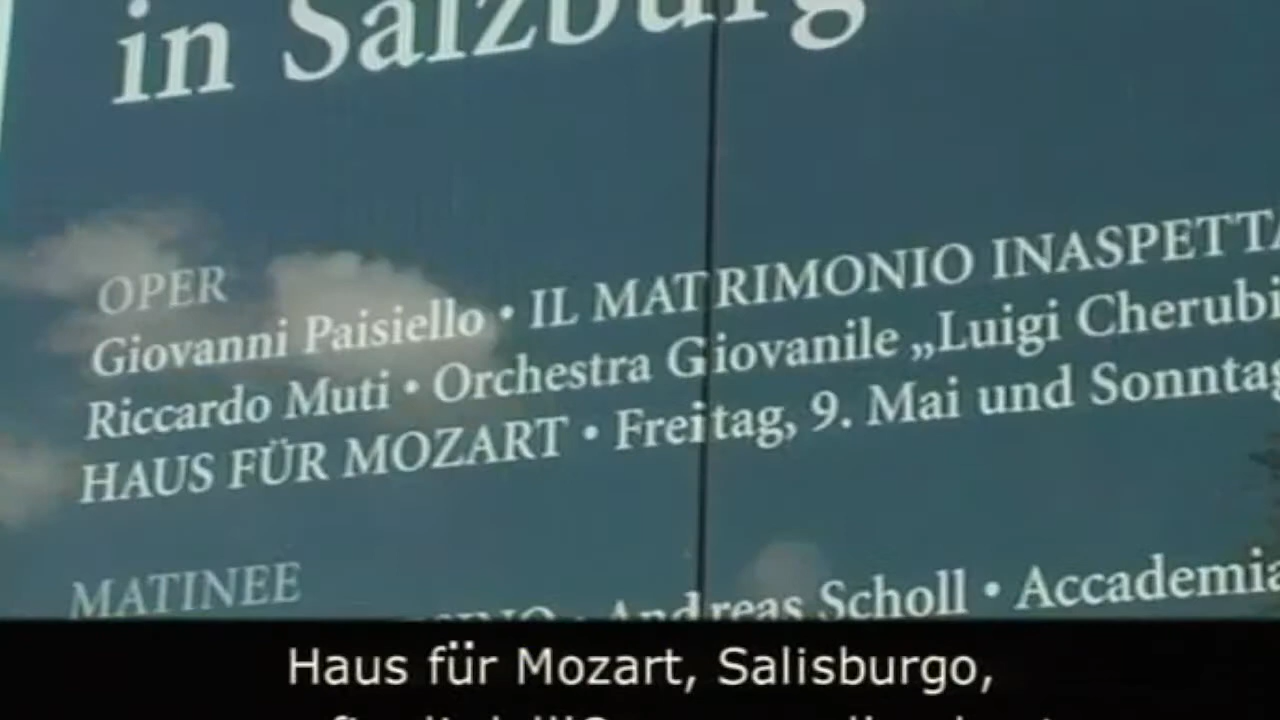 in Salzburg
OPER
Giovanni Paisiello • IL MATRIMONIO INASPETTA
Riccardo Muti • Orchestra Giovanile „Luigi Cherubi
HAUS FÜR MOZART • Freitag, 9. Mai und Sonntag
MATINEE
Andreas Scholl • Accademia
Haus für Mozart, Salisburgo,